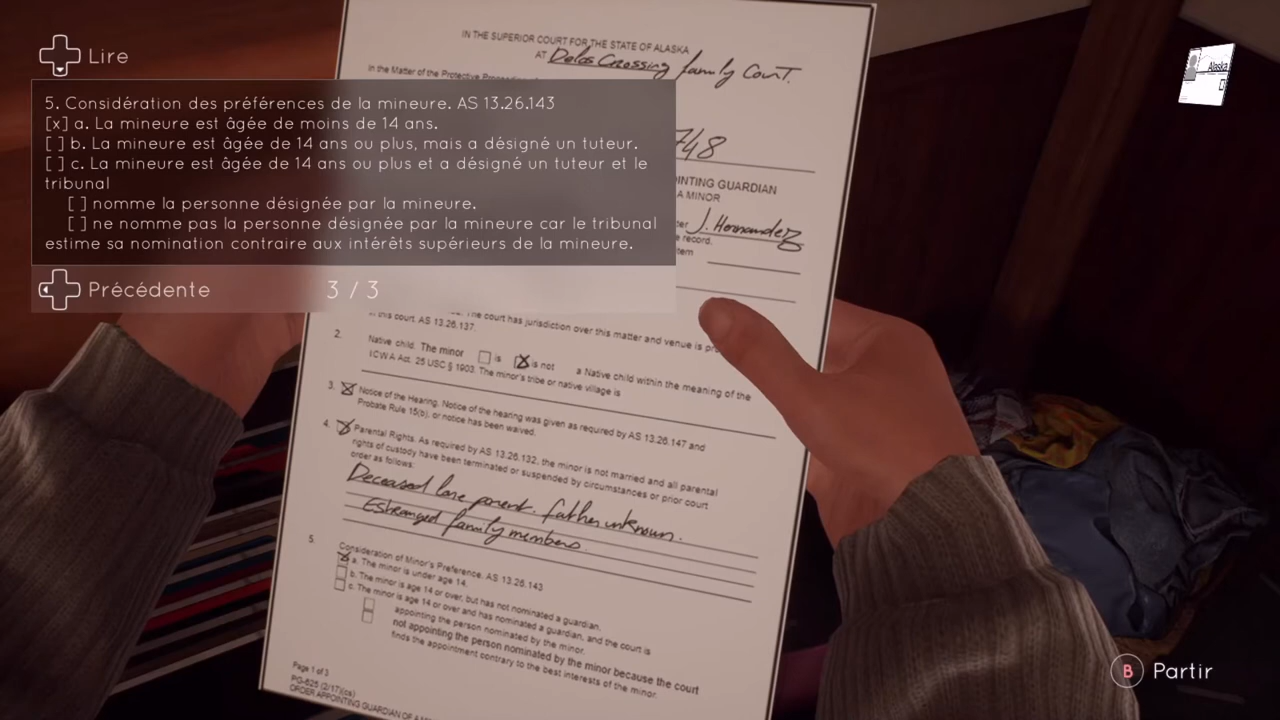 Lire
5. Considération des préférences de la mineure. AS 13.26.143
[x] a. La mineure est âgée de moins de 14 ans.
[ ] b. La mineure est âgée de 14 ans ou plus, mais a désigné un tuteur.
[ ] c. La mineure est âgée de 14 ans ou plus et a désigné un tuteur et le
tribunal
[ ] nomme la personne désignée par la mineure.
[ ] ne nomme pas la personne désignée par la mineure car le tribunal
estime sa nomination contraire aux intérêts supérieurs de la mineure.
Précédente
3 / 3
IN THE SUPERIOR COURT FOR THE STATE OF ALASKA
AT Delos Crossing family Court.
In the Matter of the Protective
748
INTING GUARDIAN
A MINOR
J. Hernandez
e record.
The court has jurisdiction over this matter and venue is
this court. AS 13.26.137.
2. Native child. The minor is is not a Native child within the meaning of the
ICWA Act. 25 USC § 1903. The minor's tribe or native village is
3. Notice of the Hearing. Notice of the hearing was given as required by AS 13.26.147 and
Probate Rule 15(b), or notice has been waived.
4. Parental Rights. As required by AS 13.26.132, the minor is not married and all parental
rights of custody have been terminated or suspended by circumstances or prior court
order as follows:
Deceased lone parent. father unknown.
Estranged family members.
5. Consideration of Minor's Preference. AS 13.26.143
a. The minor is under age 14.
b. The minor is age 14 or over, but has not nominated a guardian.
c. The minor is age 14 or over and has nominated a guardian, and the court is
appointing the person nominated by the minor.
not appointing the person nominated by the minor because the court
finds the appointment contrary to the best interests of the minor.
Page 1 of 3
PG-625 (2/17)(cs)
ORDER APPOINTING GUARDIAN OF A
Alaska
B Partir